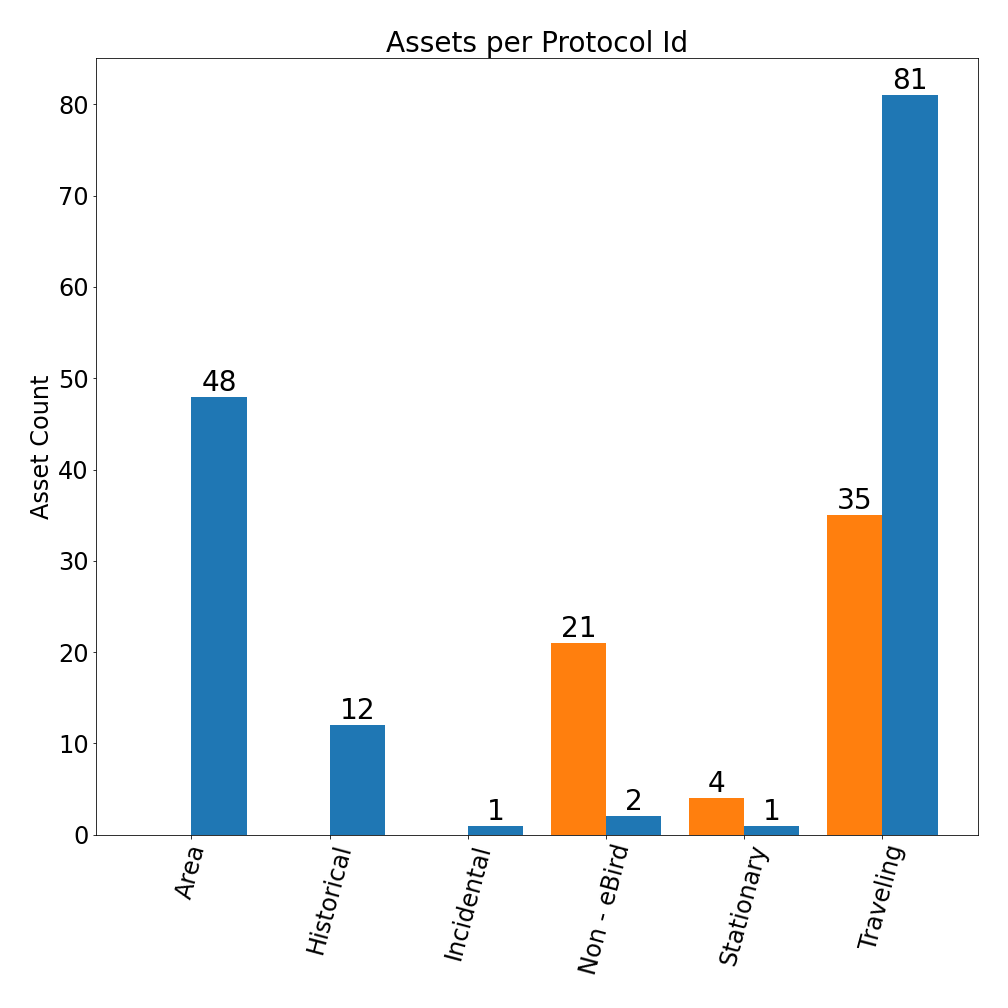 Assets per Protocol Id
Asset Count
80
70
60
50
40
30
20
10
0
48
12
1
21
2
4
1
35
81
Area
Historical
Incidental
Non - eBird
Stationary
Traveling